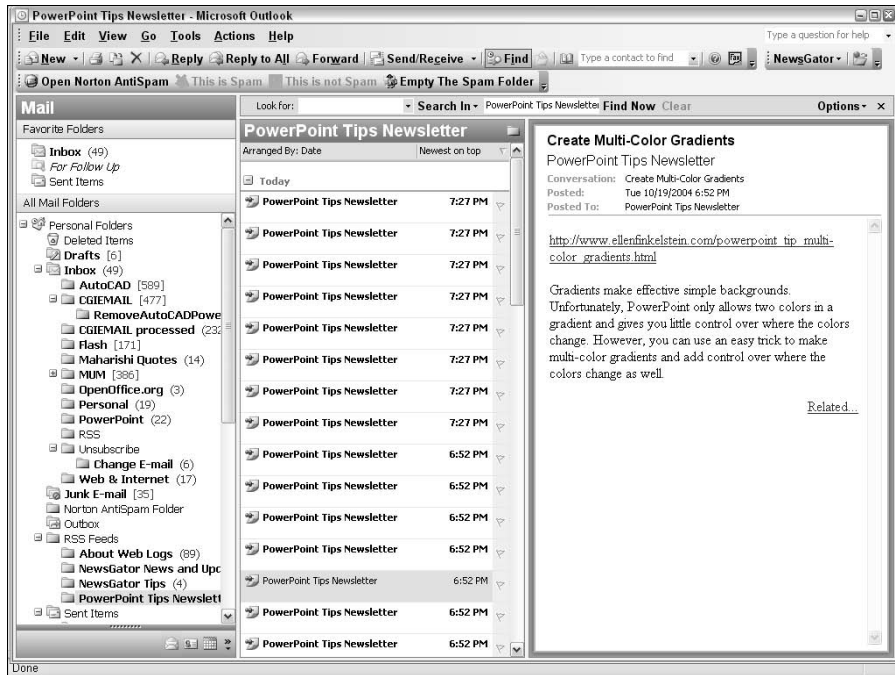 PowerPoint Tips Newsletter - Microsoft Outlook
File Edit View Go Tools Actions Help
Type a question for help
New Reply Reply to All Forward Send/Receive Find Type a contact to find NewsGator
Open Norton AntiSpam This is Spam This is not Spam Empty The Spam Folder
Mail
Favorite Folders
Inbox (49)
For Follow Up
Sent Items
All Mail Folders
Personal Folders
Deleted Items
Drafts [6]
Inbox (49)
AutoCAD [589]
CGIEMAIL [477]
RemoveAutoCADPowe
CGIEMAIL processed (232
Flash [171]
Maharishi Quotes (14)
MUM [386]
OpenOffice.org (3)
Personal (19)
PowerPoint (22)
RSS
Unsubscribe
Change E-mail (6)
Web & Internet (17)
Junk E-mail [35]
Norton AntiSpam Folder
Outbox
RSS Feeds
About Web Logs (89)
NewsGator News and Upd
NewsGator Tips (4)
PowerPoint Tips Newslett
Sent Items
Look for: Search In PowerPoint Tips Newsletter Find Now Clear Options
PowerPoint Tips Newsletter
Arranged By: Date Newest on top
Today
PowerPoint Tips Newsletter 7:27 PM
PowerPoint Tips Newsletter 7:27 PM
PowerPoint Tips Newsletter 7:27 PM
PowerPoint Tips Newsletter 7:27 PM
PowerPoint Tips Newsletter 7:27 PM
PowerPoint Tips Newsletter 7:27 PM
PowerPoint Tips Newsletter 7:27 PM
PowerPoint Tips Newsletter 7:27 PM
PowerPoint Tips Newsletter 6:52 PM
PowerPoint Tips Newsletter 6:52 PM
PowerPoint Tips Newsletter 6:52 PM
PowerPoint Tips Newsletter 6:52 PM
PowerPoint Tips Newsletter 6:52 PM
PowerPoint Tips Newsletter 6:52 PM
PowerPoint Tips Newsletter 6:52 PM
Create Multi-Color Gradients
PowerPoint Tips Newsletter
Conversation: Create Multi-Color Gradients
Posted: Tue 10/19/2004 6:52 PM
Posted To: PowerPoint Tips Newsletter
http://www.ellenfinkelstein.com/powerpoint_tip_multi-
color_gradients.html
Gradients make effective simple backgrounds.
Unfortunately, PowerPoint only allows two colors in a
gradient and gives you little control over where the colors
change. However, you can use an easy trick to make
multi-color gradients and add control over where the
colors change as well.
Related...
Done